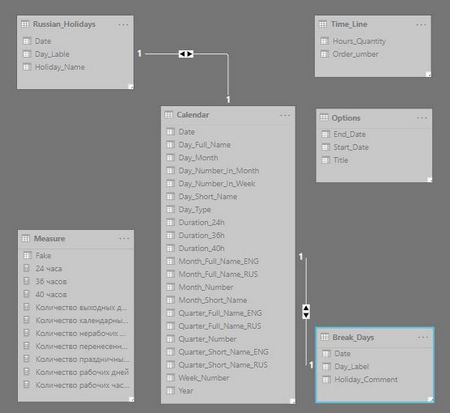 Russian_Holidays
Date
Day_Lable
Holiday_Name
Time_Line
Hours_Quantity
Order_umber
1
1
Calendar
Date
Day_Full_Name
Day_Month
Day_Number_In_Month
Day_Number_In_Week
Day_Short_Name
Day_Type
Duration_24h
Duration_36h
Duration_40h
Month_Full_Name_ENG
Month_Full_Name_RUS
Month_Number
Month_Short_Name
Quarter_Full_Name_ENG
Quarter_Full_Name_RUS
Quarter_Number
Quarter_Short_Name_ENG
Quarter_Short_Name_RUS
Week_Number
Year
Options
End_Date
Start_Date
Title
Measure
Fake
24 часа
36 часов
40 часов
Количество выходных д...
Количество календарны...
Количество нерабочих ...
Количество перенесенн...
Количество праздничны...
Количество рабочих дней
Количество рабочих час...
1
1
Break_Days
Date
Day_Label
Holiday_Comment